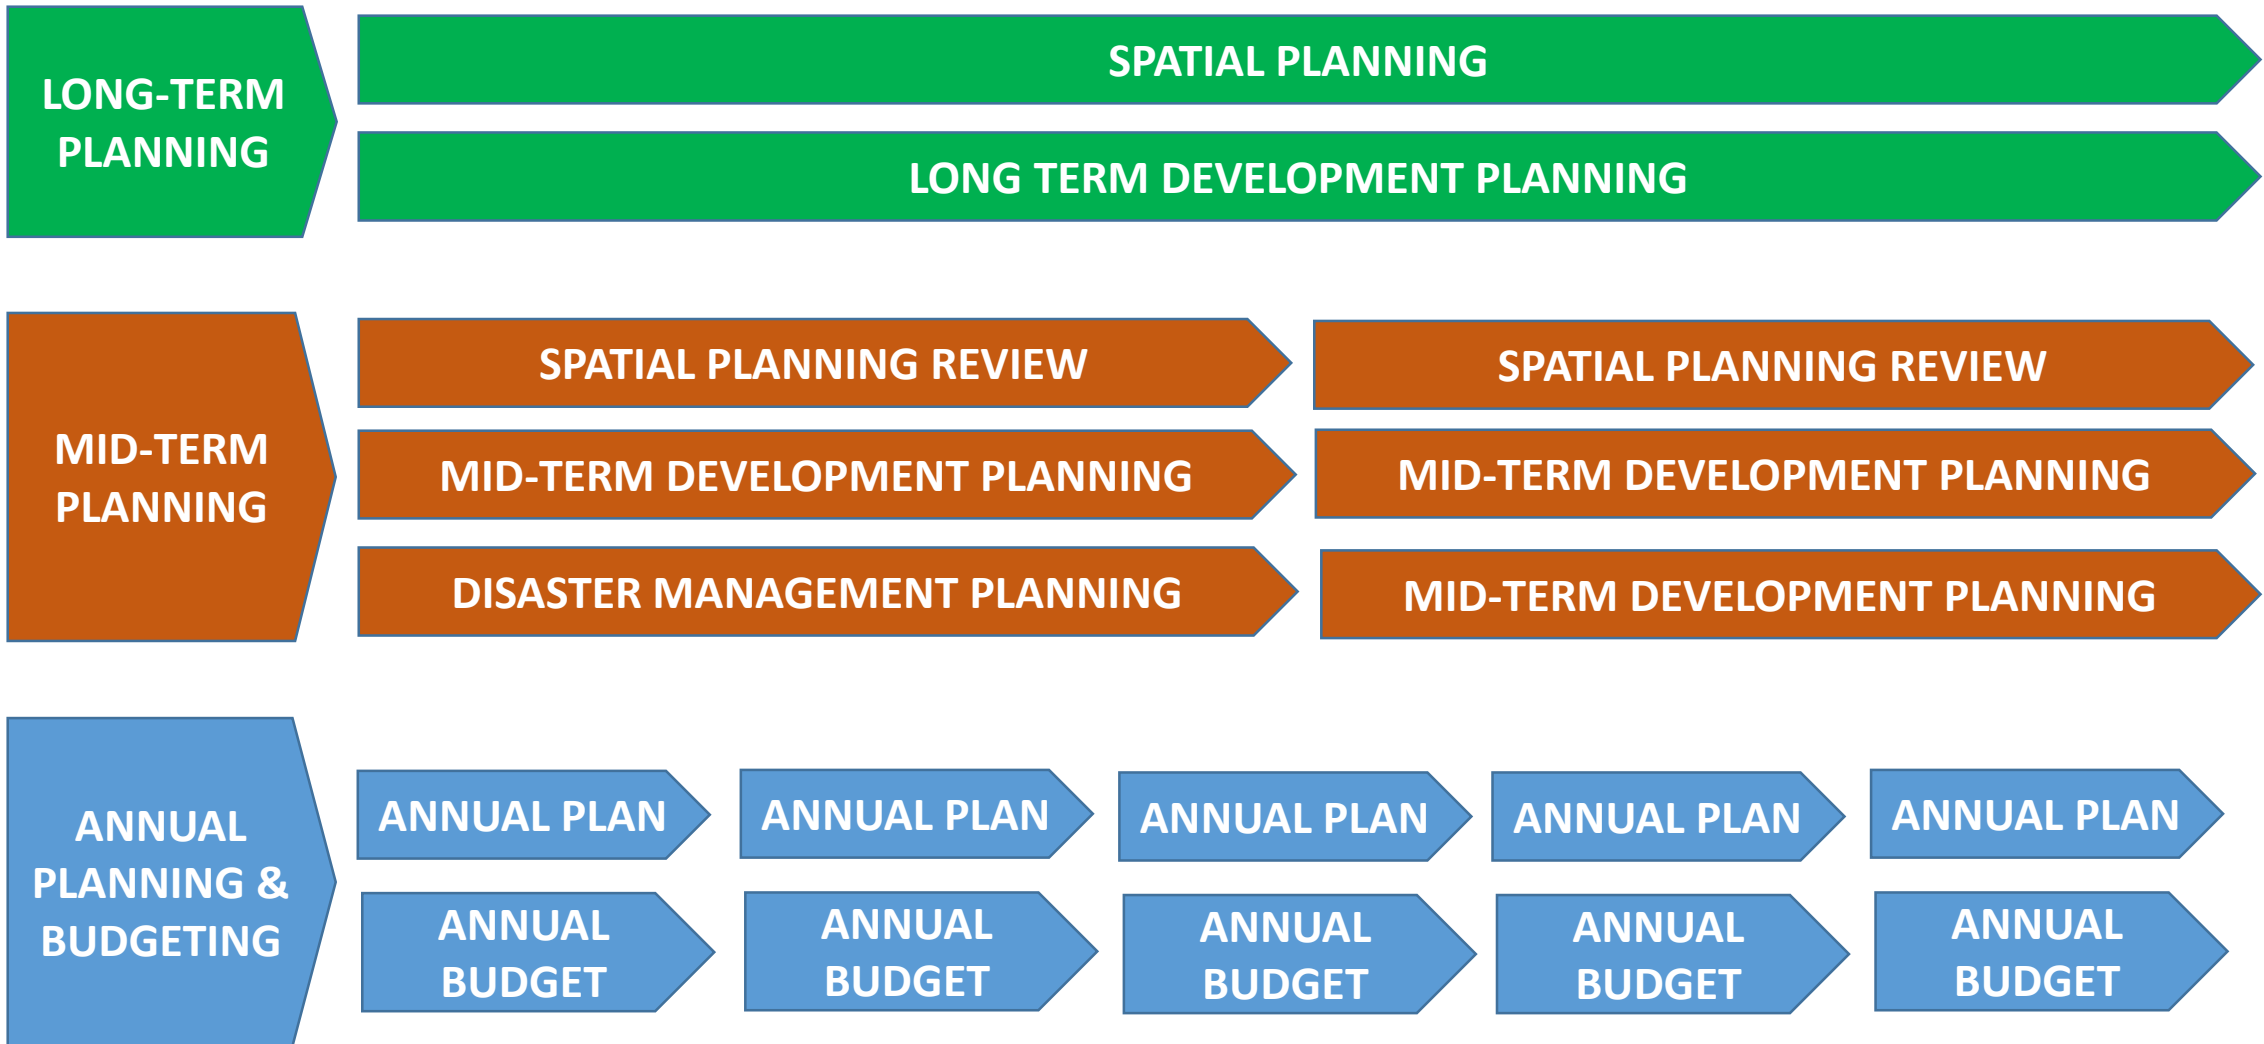 LONG-TERM
PLANNING
SPATIAL PLANNING
LONG TERM DEVELOPMENT PLANNING
MID-TERM
PLANNING
SPATIAL PLANNING REVIEW
SPATIAL PLANNING REVIEW
MID-TERM DEVELOPMENT PLANNING
MID-TERM DEVELOPMENT PLANNING
DISASTER MANAGEMENT PLANNING
MID-TERM DEVELOPMENT PLANNING
ANNUAL
PLANNING &
BUDGETING
ANNUAL PLAN
ANNUAL PLAN
ANNUAL PLAN
ANNUAL PLAN
ANNUAL PLAN
ANNUAL
BUDGET
ANNUAL
BUDGET
ANNUAL
BUDGET
ANNUAL
BUDGET
ANNUAL
BUDGET